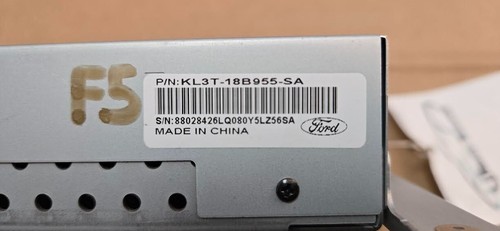 F5
P/N: KL3T-18B955-SA
S/N:88028426LQ080Y5LZ56SA
MADE IN CHINA
Ford